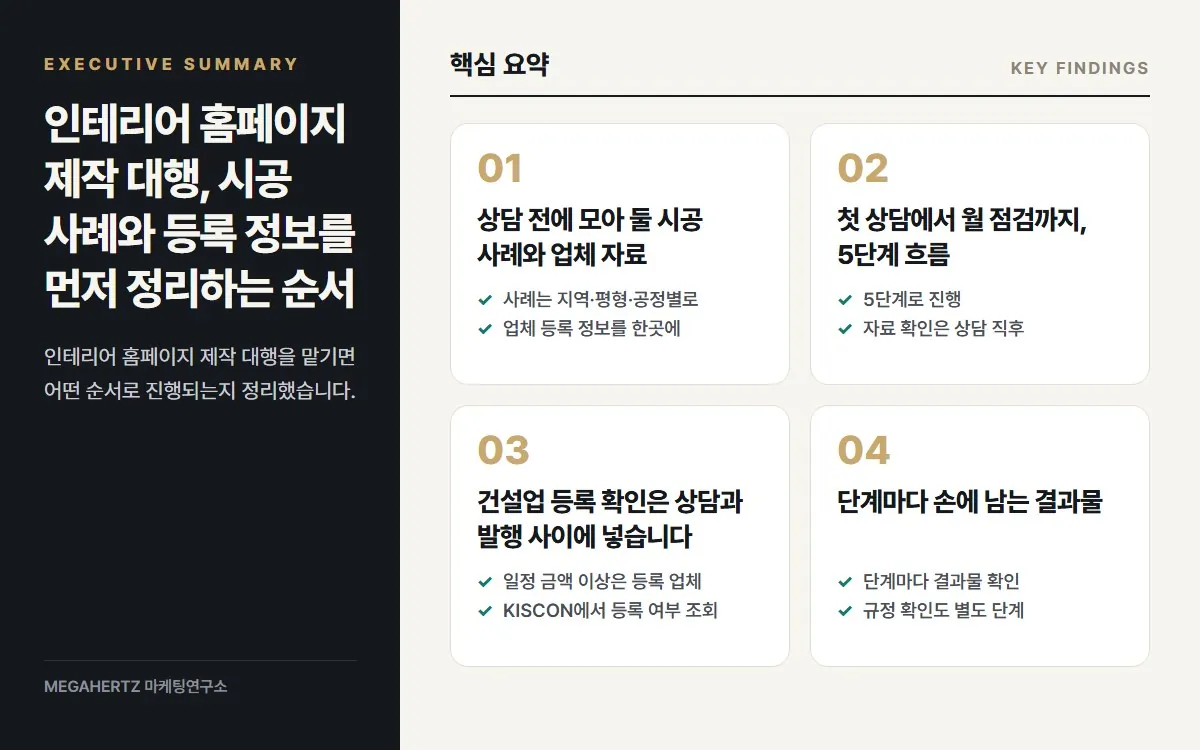 EXECUTIVE SUMMARY
인테리어 홈페이지
제작 대행, 시공
사례와 등록 정보를
먼저 정리하는 순서
인테리어 홈페이지 제작 대행을 맡기면
어떤 순서로 진행되는지 정리했습니다.
MEGAHERTZ 마케팅연구소
핵심 요약
KEY FINDINGS
01
상담 전에 모아 둘 시공
사례와 업체 자료
사례는 지역·평형·공정별로
업체 등록 정보를 한곳에
02
첫 상담에서 월 점검까지,
5단계 흐름
5단계로 진행
자료 확인은 상담 직후
03
건설업 등록 확인은 상담과
발행 사이에 넣습니다
일정 금액 이상은 등록 업체
KISCON에서 등록 여부 조회
04
단계마다 손에 남는 결과물
단계마다 결과물 확인
규정 확인도 별도 단계